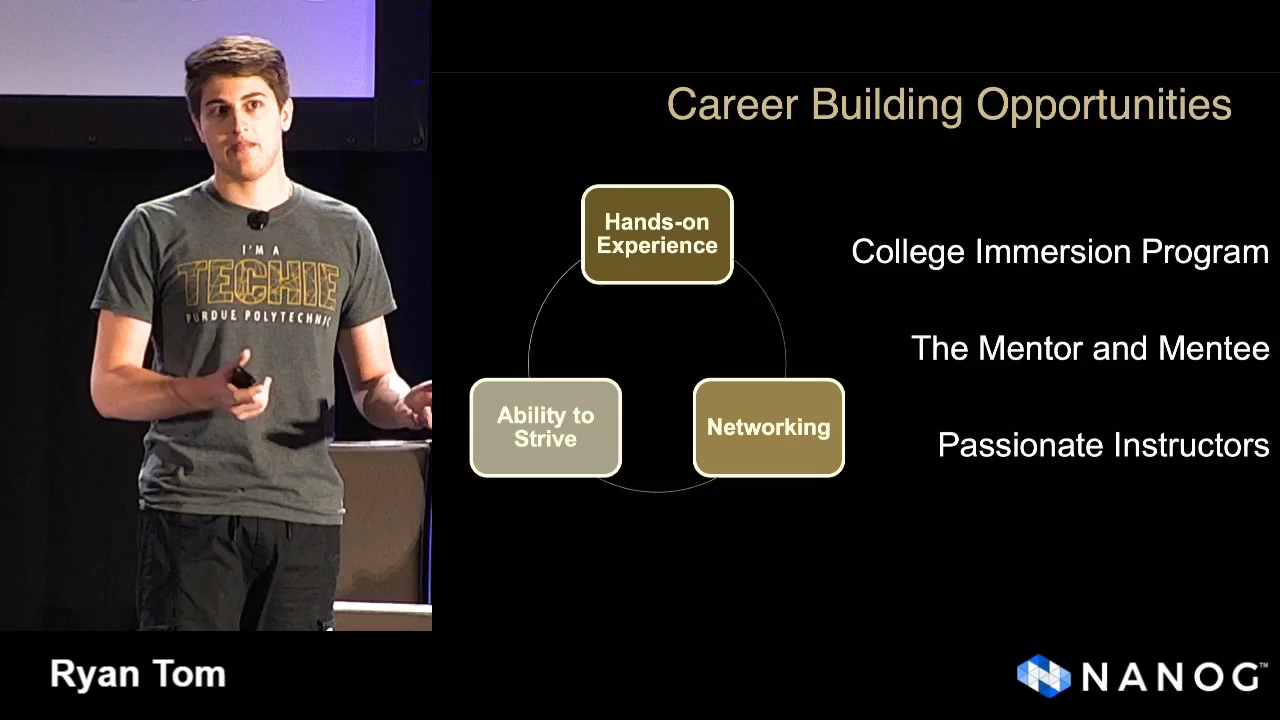 Career Building Opportunities
I'M A
TECHIE
PURDUE POLYTECHNIC
Hands-on
Experience
Ability to
Strive
Networking
College Immersion Program
The Mentor and Mentee
Passionate Instructors
Ryan Tom
NANOG™